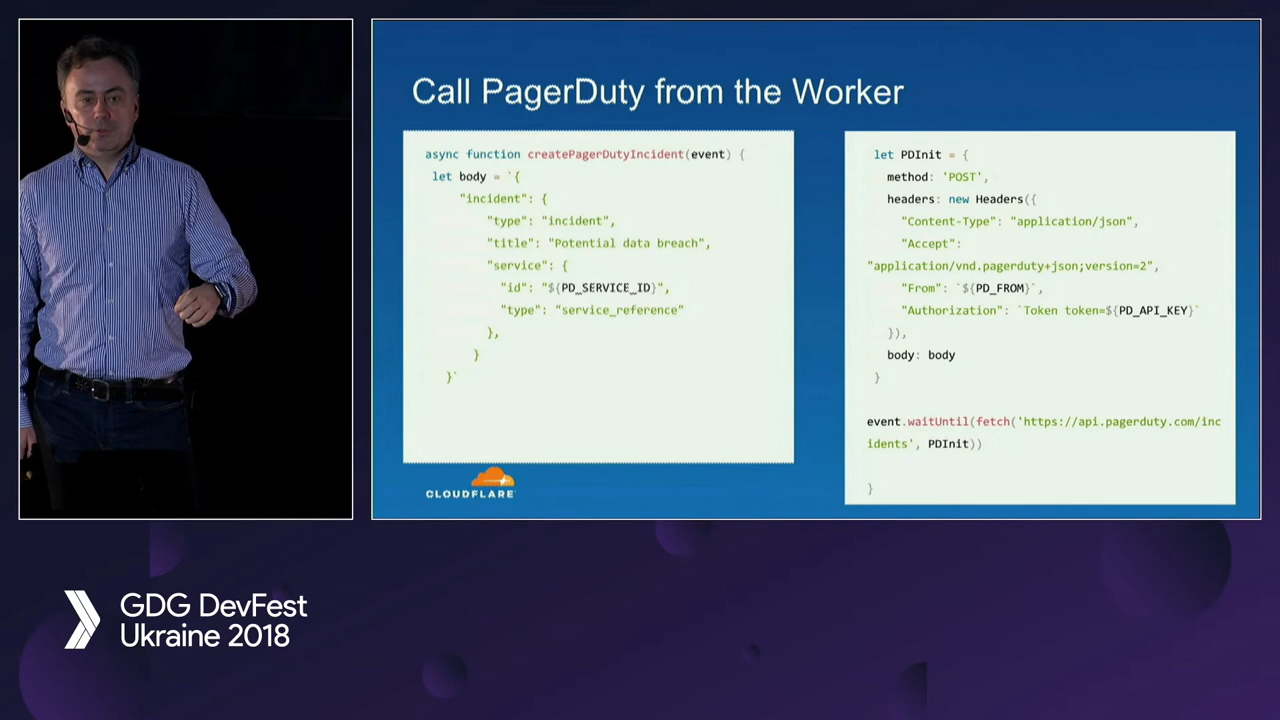 Call PagerDuty from the Worker
async function createPagerDutyIncident(event) {
let body = `{
"incident": {
"type": "incident",
"title": "Potential data breach",
"service": {
"id": "${PD_SERVICE_ID}",
"type": "service_reference"
},
}
}`
let PDInit = {
method: 'POST',
headers: new Headers({
"Content-Type": "application/json",
"Accept":
"application/vnd.pagerduty+json;version=2",
"From": `${PD_FROM}`,
"Authorization": `Token token=${PD_API_KEY}`
}),
body: body
}
event.waitUntil(fetch('https://api.pagerduty.com/inc
idents', PDInit))
}
CLOUDFLARE
GDG DevFest
Ukraine 2018